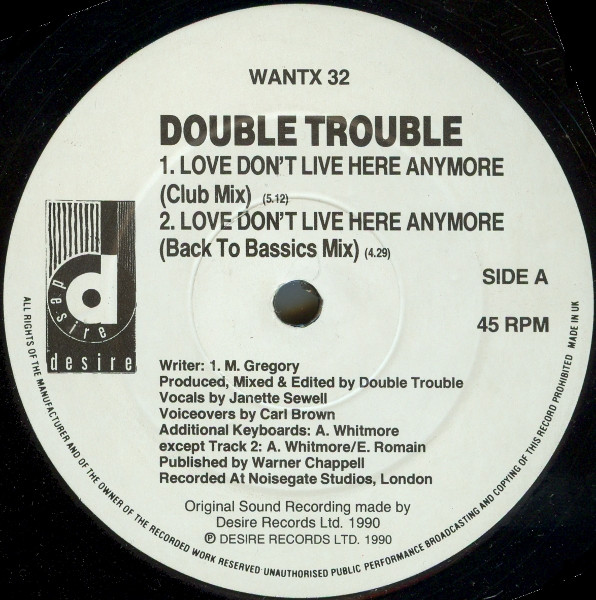 WANTX 32
DOUBLE TROUBLE
1. LOVE DON'T LIVE HERE ANYMORE
(Club Mix) (5.12)
2. LOVE DON'T LIVE HERE ANYMORE
(Back To Bassics Mix) (4.29)
SIDE A
45 RPM
d
desire
desire
Writer: 1. M. Gregory
Produced, Mixed & Edited by Double Trouble
Vocals by Janette Sewell
Voiceovers by Carl Brown
Additional Keyboards: A. Whitmore
except Track 2: A. Whitmore/E. Romain
Published by Warner Chappell
Recorded At Noisegate Studios, London
Original Sound Recording made by
Desire Records Ltd. 1990
℗ DESIRE RECORDS LTD. 1990
ALL RIGHTS OF THE MANUFACTURER AND OF THE OWNER OF THE RECORDED WORK RESERVED·UNAUTHORISED PUBLIC PERFORMANCE BROADCASTING AND COPYING OF THIS RECORD PROHIBITED MADE IN UK